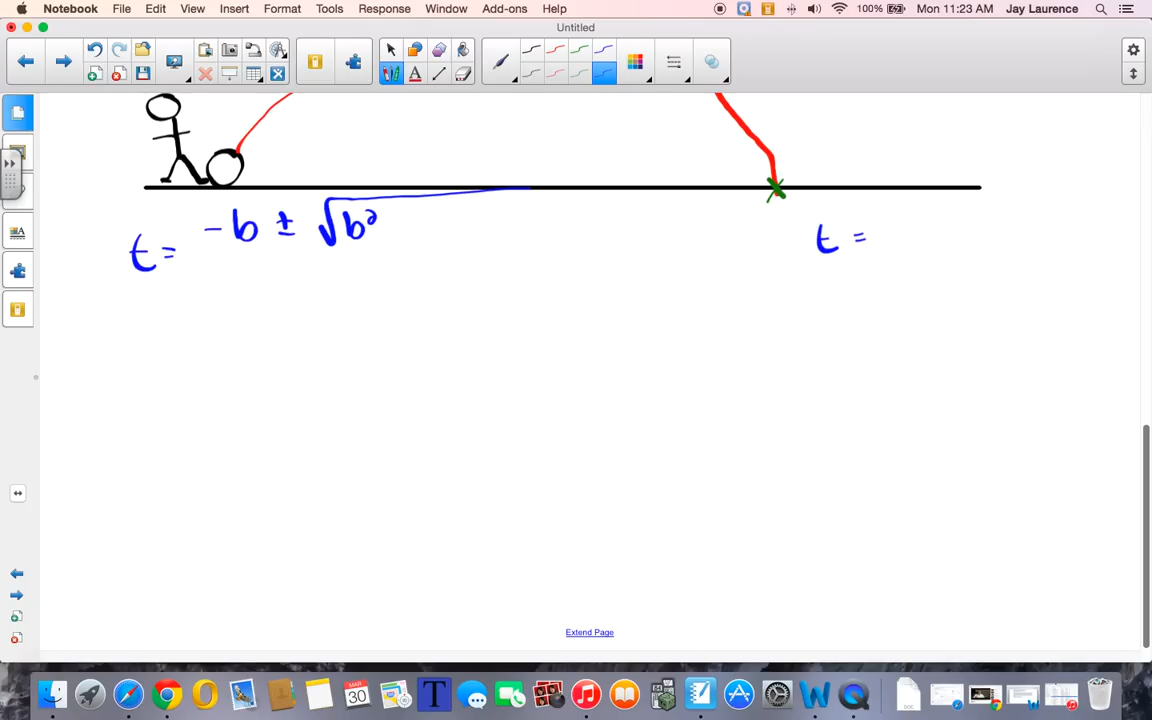 Notebook File Edit View Insert Format Tools Response Window Add-ons Help 100% Mon 11:23 AM Jay Laurence
Untitled
t = -b ± √b²
t =
Extend Page